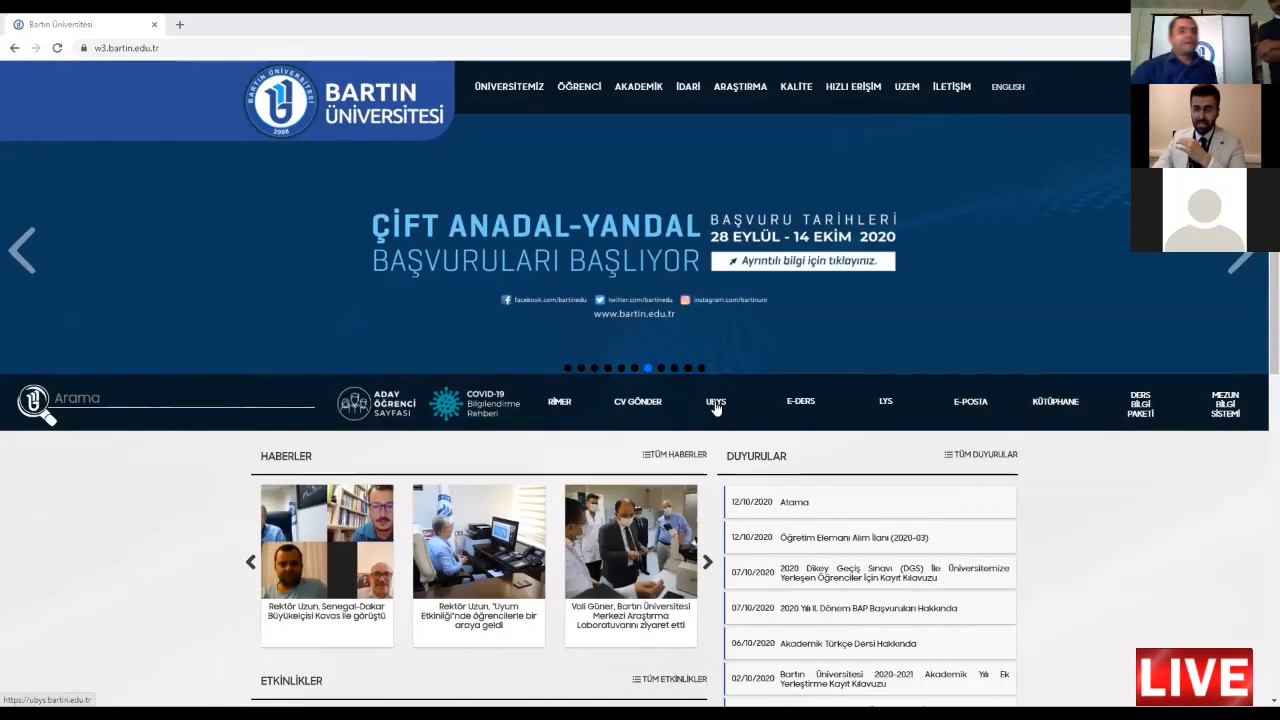 Bartın Üniversitesi
w3.bartin.edu.tr
BARTIN ÜNİVERSİTESİ
2008
BARTIN
ÜNİVERSİTESİ
ÜNİVERSİTEMİZ ÖĞRENCİ AKADEMİK İDARİ ARAŞTIRMA KALİTE HIZLI ERİŞİM UZEM İLETİŞİM ENGLISH
ÇİFT ANADAL-YANDAL
BAŞVURULARI BAŞLIYOR
BAŞVURU TARİHLERİ
28 EYLÜL - 14 EKİM 2020
Ayrıntılı bilgi için tıklayınız.
facebook.com/bartinedu twitter.com/bartinedu instagram.com/bartinuni
www.bartin.edu.tr
Arama
ADAY
ÖĞRENCİ
SAYFASI
COVID-19
Bilgilendirme
Rehberi
RİMER
CV GÖNDER
UBYS
E-DERS
LYS
E-POSTA
KÜTÜPHANE
DERS
BİLGİ
PAKETİ
MEZUN
BİLGİ
SİSTEMİ
HABERLER
TÜM HABERLER
Rektör Uzun, Senegal-Dakar
Büyükelçisi Kavas ile görüştü
Rektör Uzun, "Uyum
Etkinliği"nde öğrencilerle bir
araya geldi
Vali Güner, Bartın Üniversitesi
Merkezi Araştırma
Laboratuvarını ziyaret etti
ETKİNLİKLER
TÜM ETKİNLİKLER
DUYURULAR
TÜM DUYURULAR
12/10/2020 Atama
12/10/2020 Öğretim Elemanı Alım İlanı (2020-03)
07/10/2020 2020 Dikey Geçiş Sınavı (DGS) İle Üniversitemize
Yerleşen Öğrenciler İçin Kayıt Kılavuzu
07/10/2020 2020 Yılı II. Dönem BAP Başvuruları Hakkında
06/10/2020 Akademik Türkçe Dersi Hakkında
02/10/2020 Bartın Üniversitesi 2020-2021 Akademik Yılı Ek
Yerleştirme Kayıt Kılavuzu
LIVE
https://ubys.bartin.edu.tr